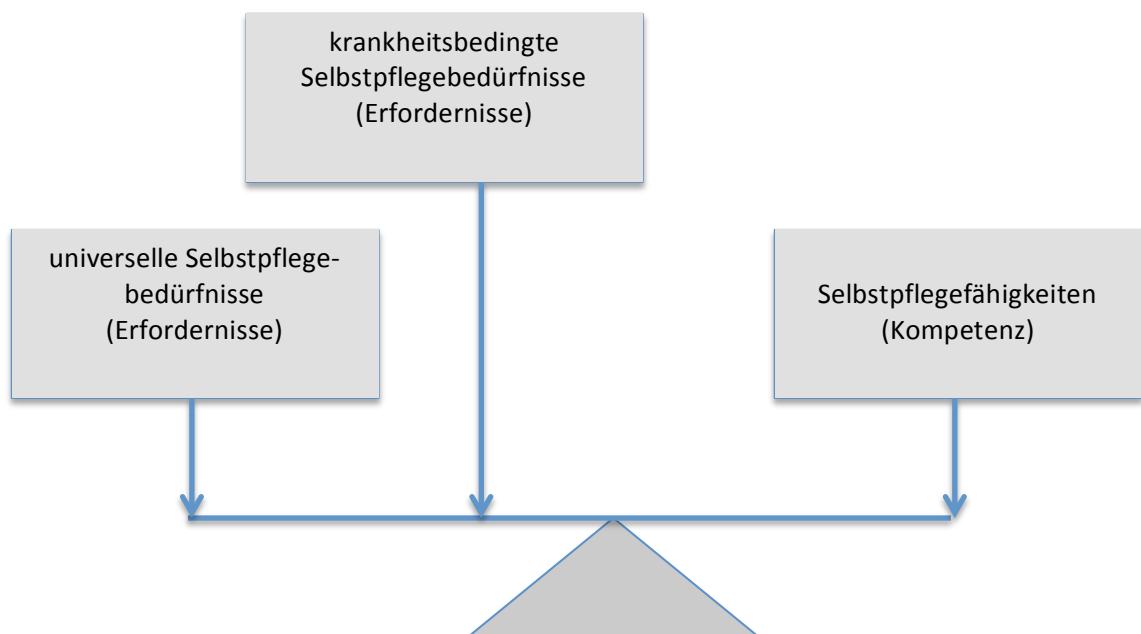 krankheitsbedingte
Selbstpflegebedürfnisse
(Erfordernisse)
universelle Selbstpflege-
bedürfnisse
(Erfordernisse)
Selbstpflegefähigkeiten
(Kompetenz)